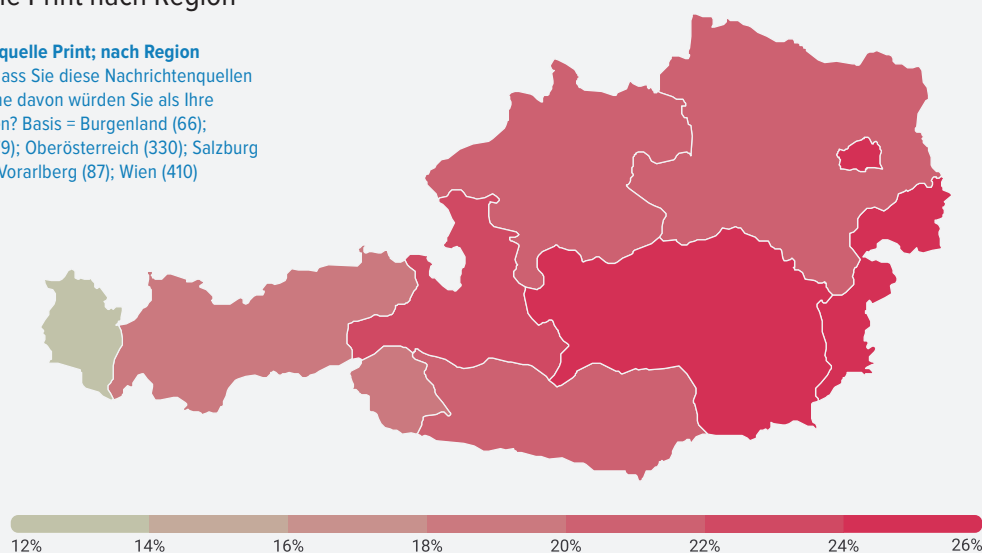 Print nach Region
quelle Print; nach Region
ass Sie diese Nachrichtenquellen
ne davon würden Sie als Ihre
n? Basis = Burgenland (66);
9); Oberösterreich (330); Salzburg
Vorarlberg (87); Wien (410)
12% 14% 16% 18% 20% 22% 24% 26%